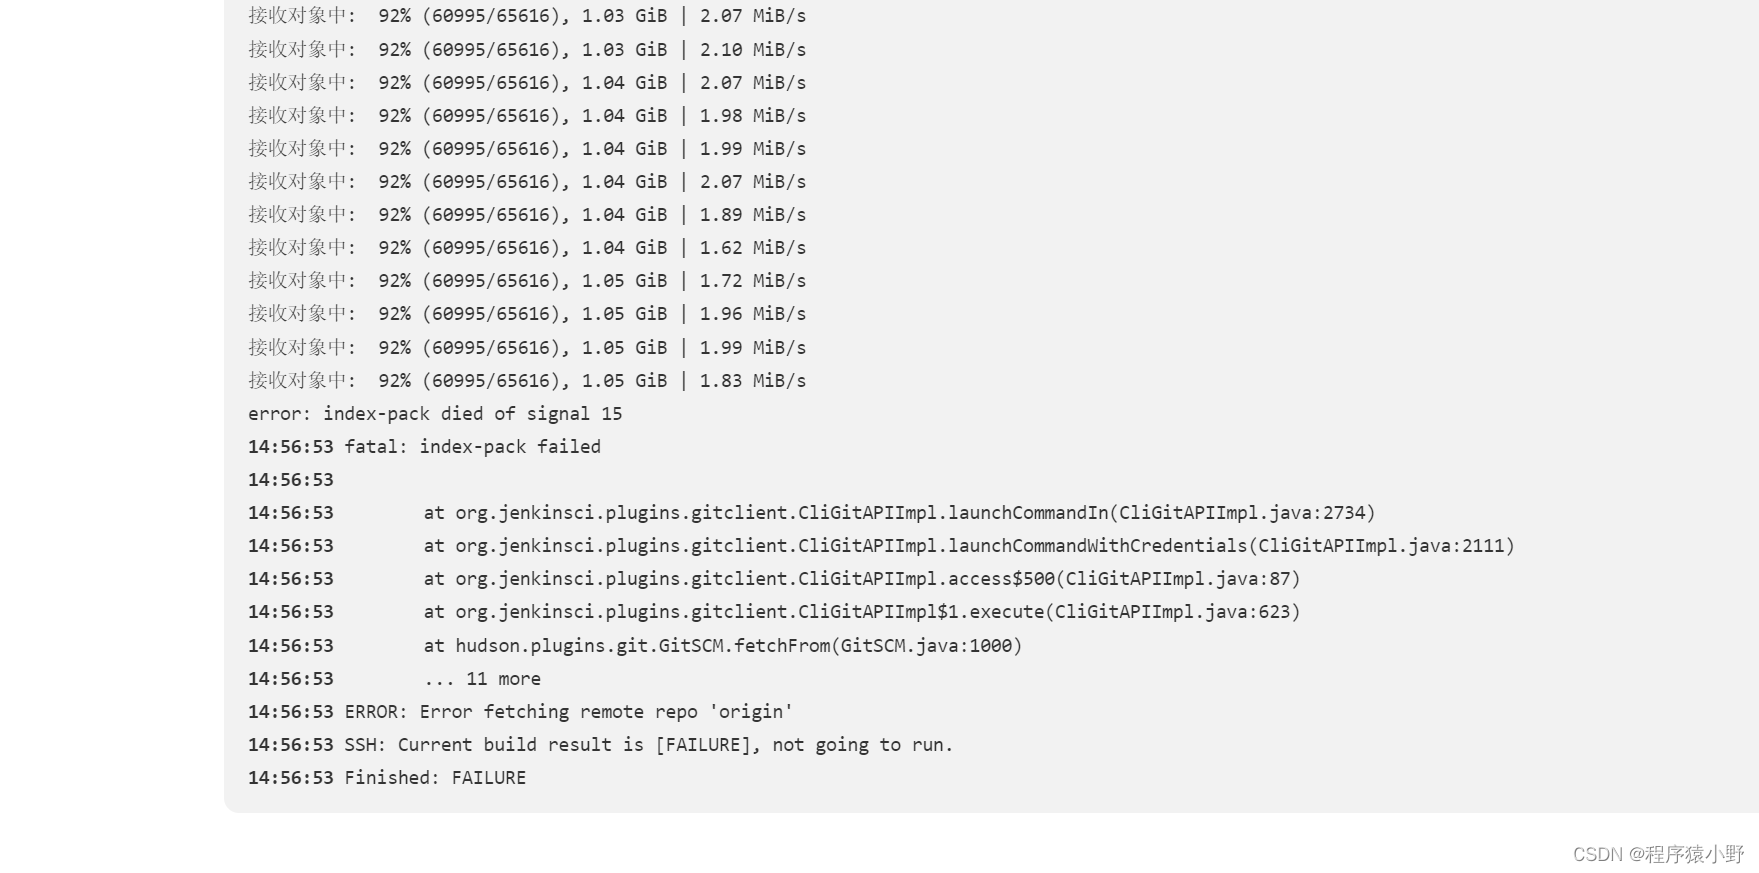 接收对象中:  92% (60995/65616), 1.03 GiB | 2.07 MiB/s
接收对象中:  92% (60995/65616), 1.03 GiB | 2.10 MiB/s
接收对象中:  92% (60995/65616), 1.04 GiB | 2.07 MiB/s
接收对象中:  92% (60995/65616), 1.04 GiB | 1.98 MiB/s
接收对象中:  92% (60995/65616), 1.04 GiB | 1.99 MiB/s
接收对象中:  92% (60995/65616), 1.04 GiB | 2.07 MiB/s
接收对象中:  92% (60995/65616), 1.04 GiB | 1.89 MiB/s
接收对象中:  92% (60995/65616), 1.04 GiB | 1.62 MiB/s
接收对象中:  92% (60995/65616), 1.05 GiB | 1.72 MiB/s
接收对象中:  92% (60995/65616), 1.05 GiB | 1.96 MiB/s
接收对象中:  92% (60995/65616), 1.05 GiB | 1.99 MiB/s
接收对象中:  92% (60995/65616), 1.05 GiB | 1.83 MiB/s
error: index-pack died of signal 15
14:56:53 fatal: index-pack failed
14:56:53
14:56:53 	at org.jenkinsci.plugins.gitclient.CliGitAPIImpl.launchCommandIn(CliGitAPIImpl.java:2734)
14:56:53 	at org.jenkinsci.plugins.gitclient.CliGitAPIImpl.launchCommandWithCredentials(CliGitAPIImpl.java:2111)
14:56:53 	at org.jenkinsci.plugins.gitclient.CliGitAPIImpl.access$500(CliGitAPIImpl.java:87)
14:56:53 	at org.jenkinsci.plugins.gitclient.CliGitAPIImpl$1.execute(CliGitAPIImpl.java:623)
14:56:53 	at hudson.plugins.git.GitSCM.fetchFrom(GitSCM.java:1000)
14:56:53 	... 11 more
14:56:53 ERROR: Error fetching remote repo 'origin'
14:56:53 SSH: Current build result is [FAILURE], not going to run.
14:56:53 Finished: FAILURE
CSDN @程序猿小野